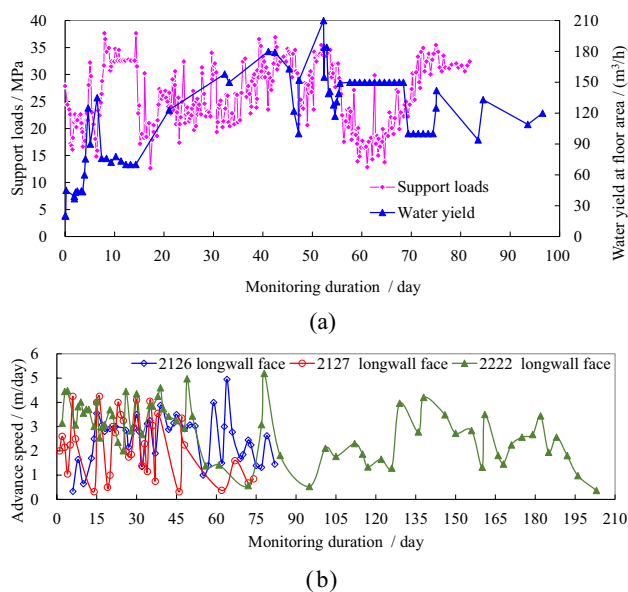 40
35
30
25
20
15
10
5
0
Support loads / MPa
210
180
150
120
90
60
30
0
Water yield at floor area / (m³/h)
Support loads
Water yield
0 10 20 30 40 50 60 70 80 90 100
Monitoring duration / day
(a)
6
5
4
3
2
1
0
Advance speed / (m/day)
2126 longwall face 2127 longwall face 2222 longwall face
0 15 30 45 60 75 90 105 120 135 150 165 180 195 210
Monitoring duration / day
(b)